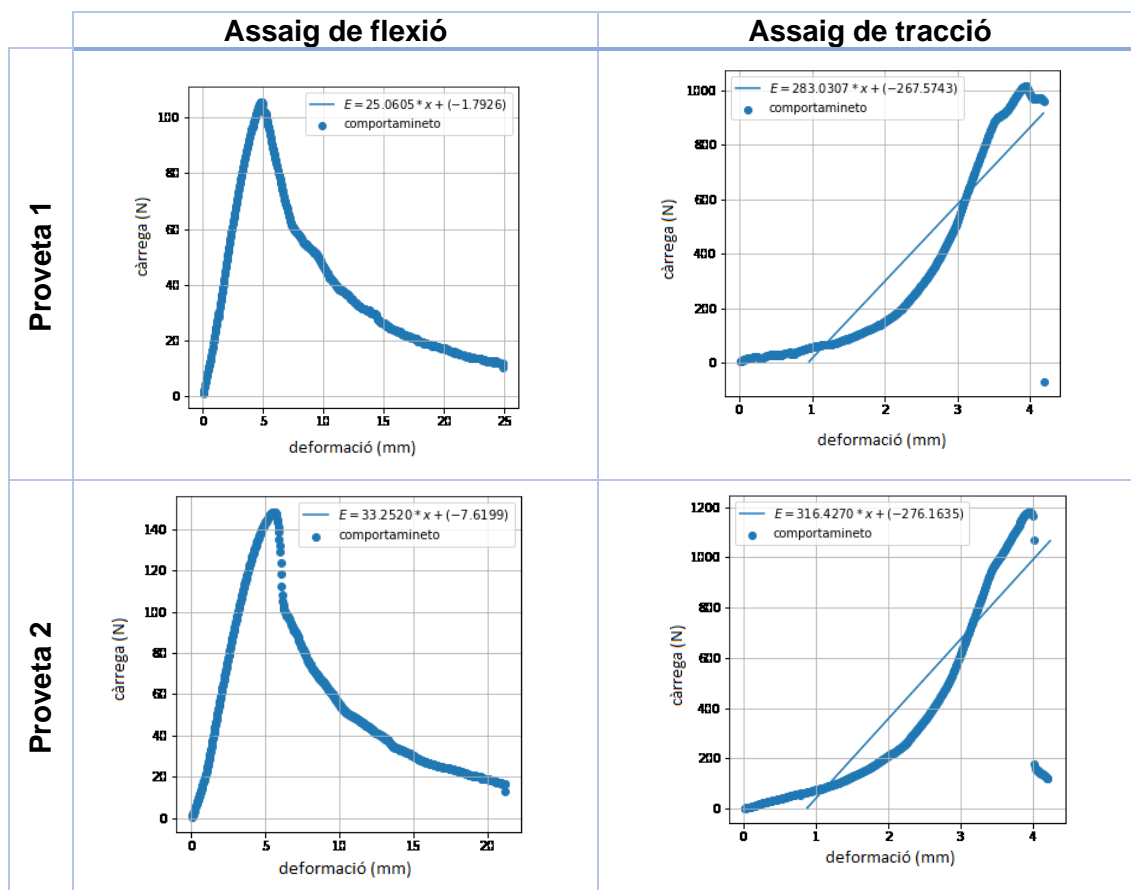 Assaig de flexió
Assaig de tracció
Proveta 1
E = 25.0605 * x + (−1.7926)
comportamineto
100
80
60
40
20
0
càrrega (N)
0 5 10 15 20 25
deformació (mm)
E = 283.0307 * x + (−267.5743)
comportamineto
1000
800
600
400
200
0
càrrega (N)
0 1 2 3 4
deformació (mm)
Proveta 2
E = 33.2520 * x + (−7.6199)
comportamineto
140
120
100
80
60
40
20
0
càrrega (N)
0 5 10 15 20
deformació (mm)
E = 316.4270 * x + (−276.1635)
comportamineto
1200
1000
800
600
400
200
0
càrrega (N)
0 1 2 3 4
deformació (mm)